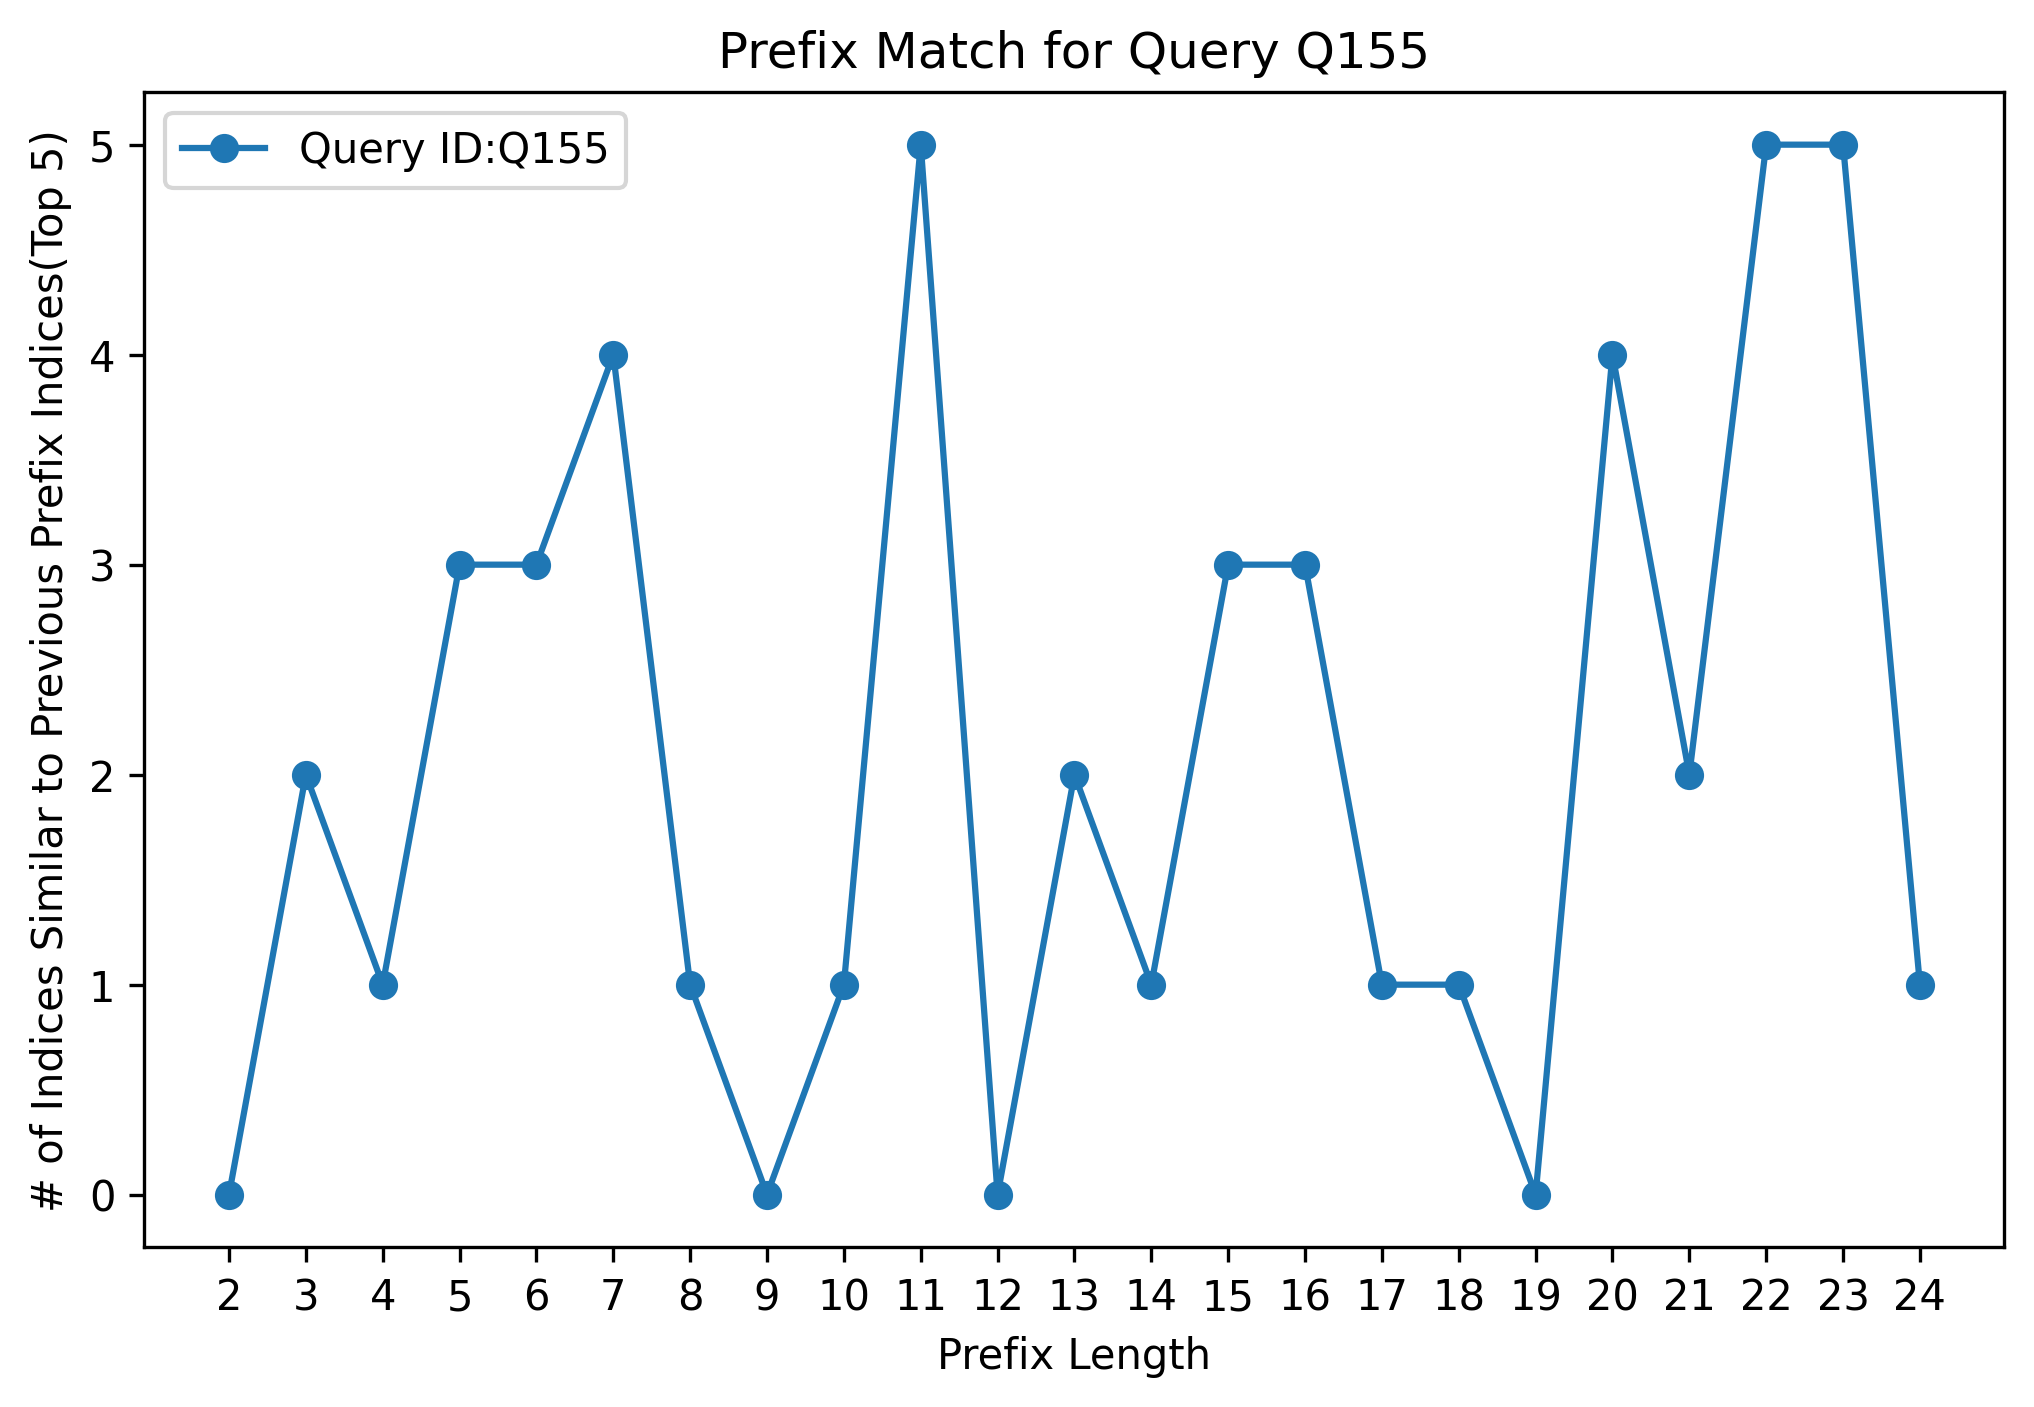 Prefix Match for Query Q155
Query ID:Q155
# of Indices Similar to Previous Prefix Indices(Top 5)
5
4
3
2
1
0
2 3 4 5 6 7 8 9 10 11 12 13 14 15 16 17 18 19 20 21 22 23 24
Prefix Length